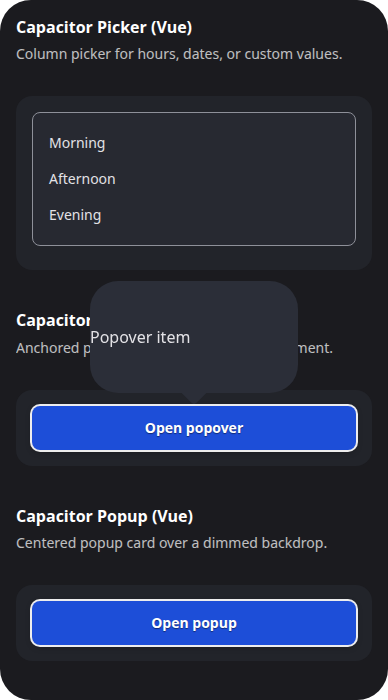 Capacitor Picker (Vue)
Column picker for hours, dates, or custom values.
Morning
Afternoon
Evening
Capacitor
Popover item
Anchored p ment.
Open popover
Capacitor Popup (Vue)
Centered popup card over a dimmed backdrop.
Open popup